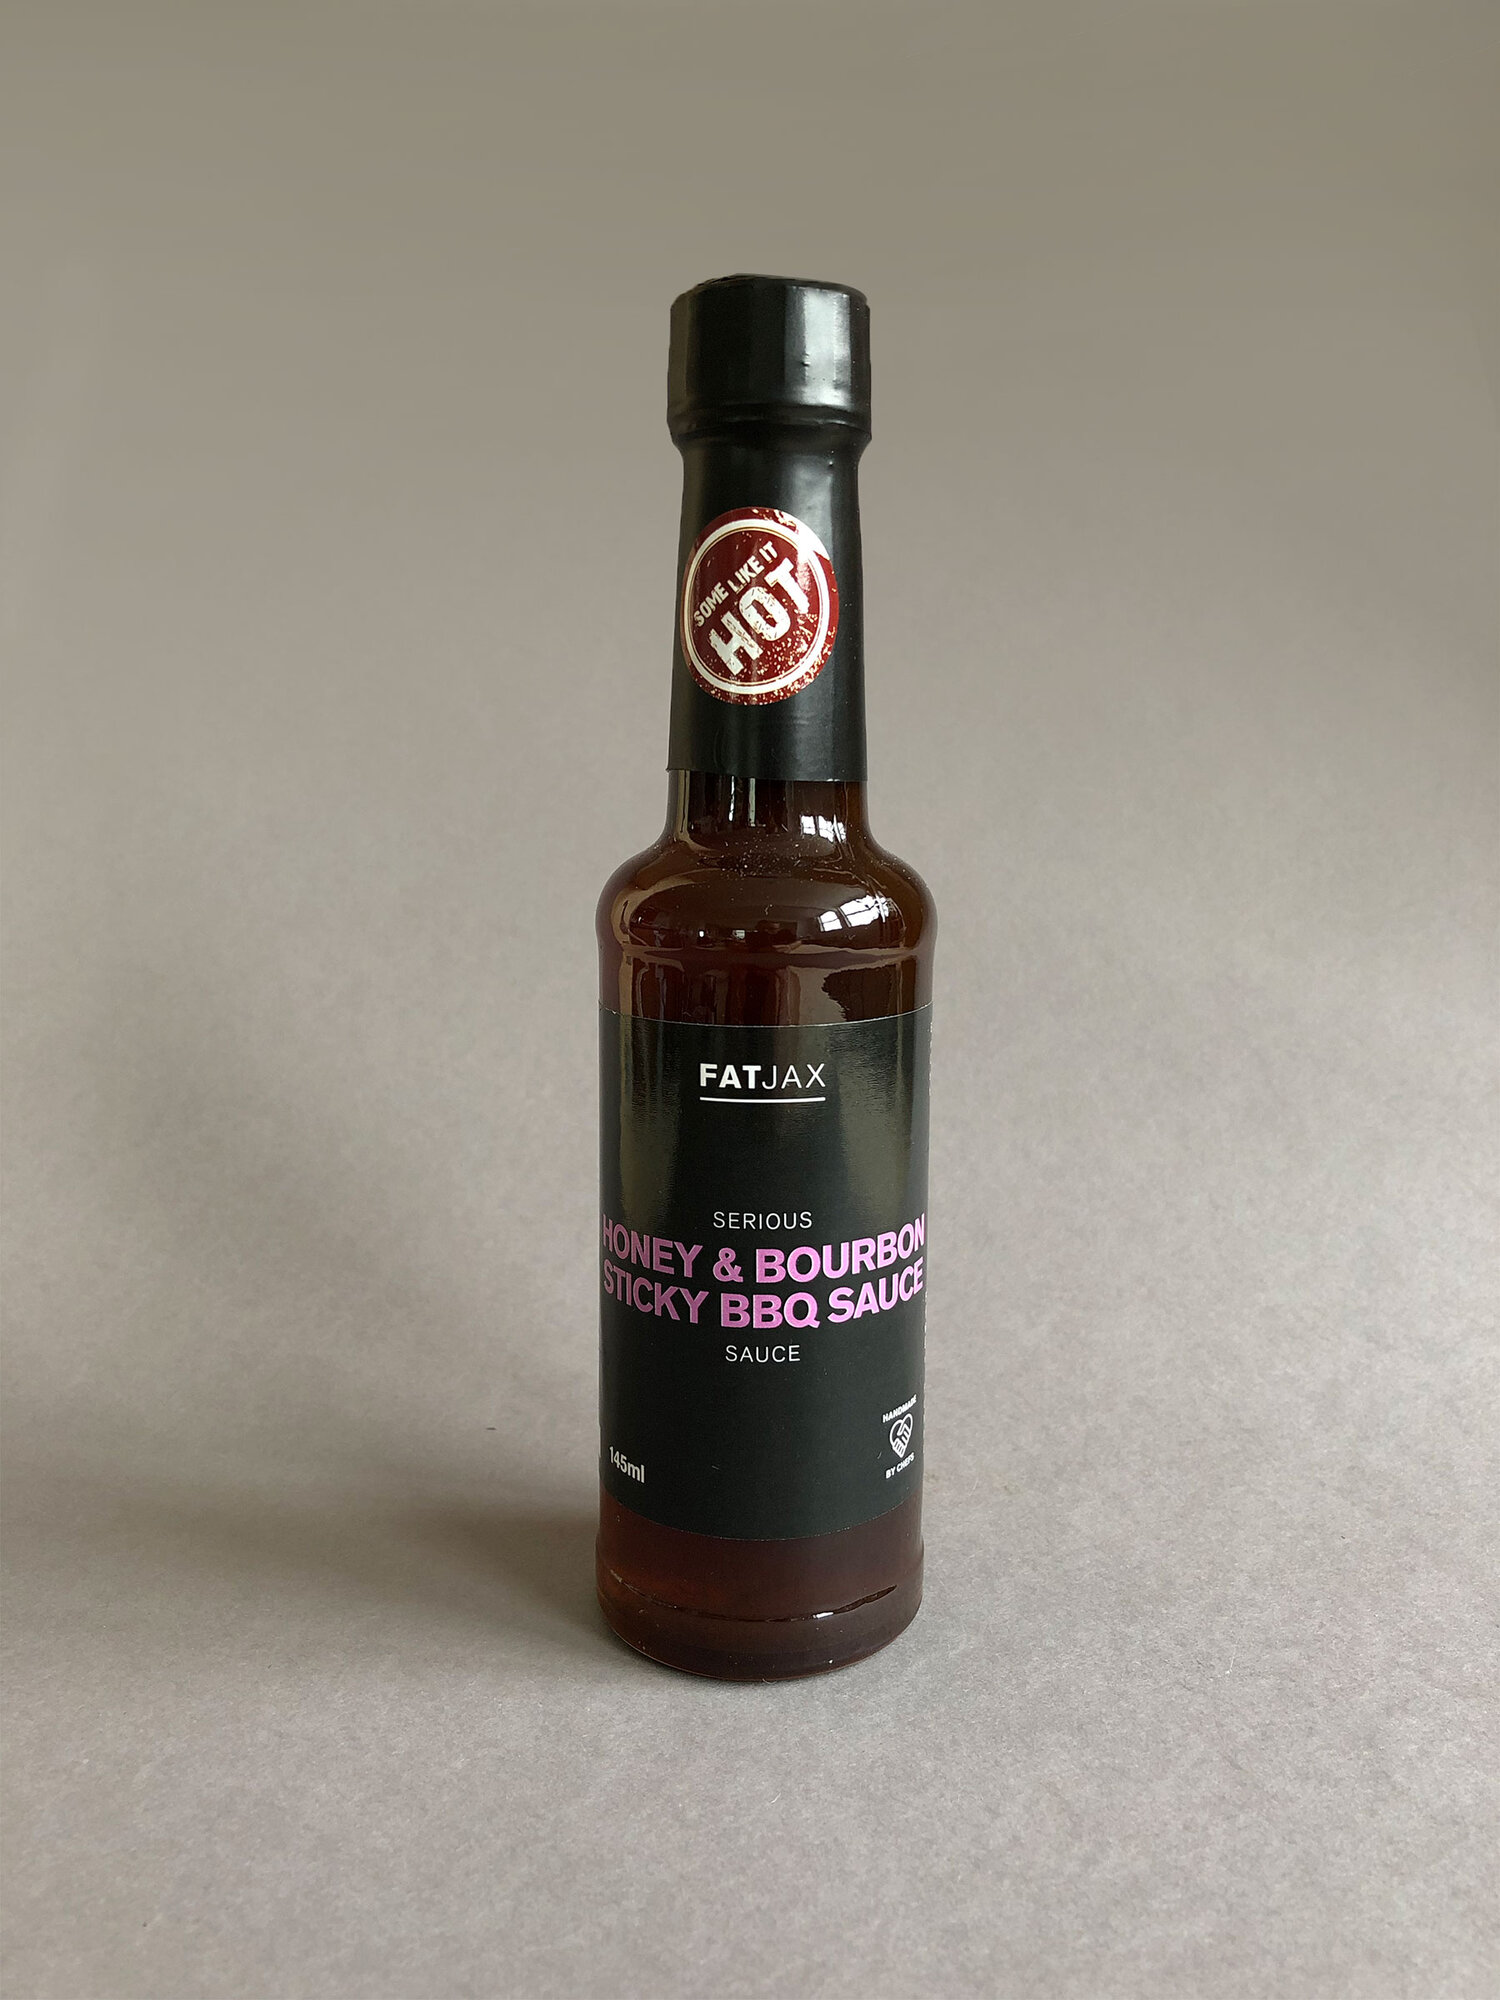 SOME LIKE IT
HOT
FATJAX
SERIOUS
HONEY & BOURBON
STICKY BBQ SAUCE
SAUCE
HANDMADE
BY CHEFS
145ml